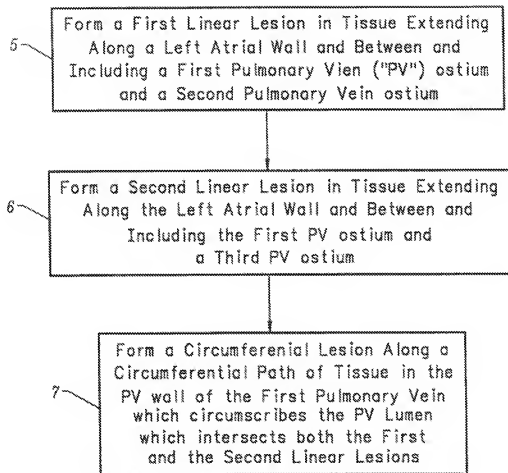 5
Form a First Linear Lesion in Tissue Extending
Along a Left Atrial Wall and Between and
Including a First Pulmonary Vien ("PV") ostium
and a Second Pulmonary Vein ostium
6
Form a Second Linear Lesion in Tissue Extending
Along the Left Atrial Wall and Between and
Including the First PV ostium and
a Third PV ostium
7
Form a Circumferenial Lesion Along a
Circumferential Path of Tissue in the
PV wall of the First Pulmonary Vein
which circumscribes the PV Lumen
which intersects both the First
and the Second Linear Lesions